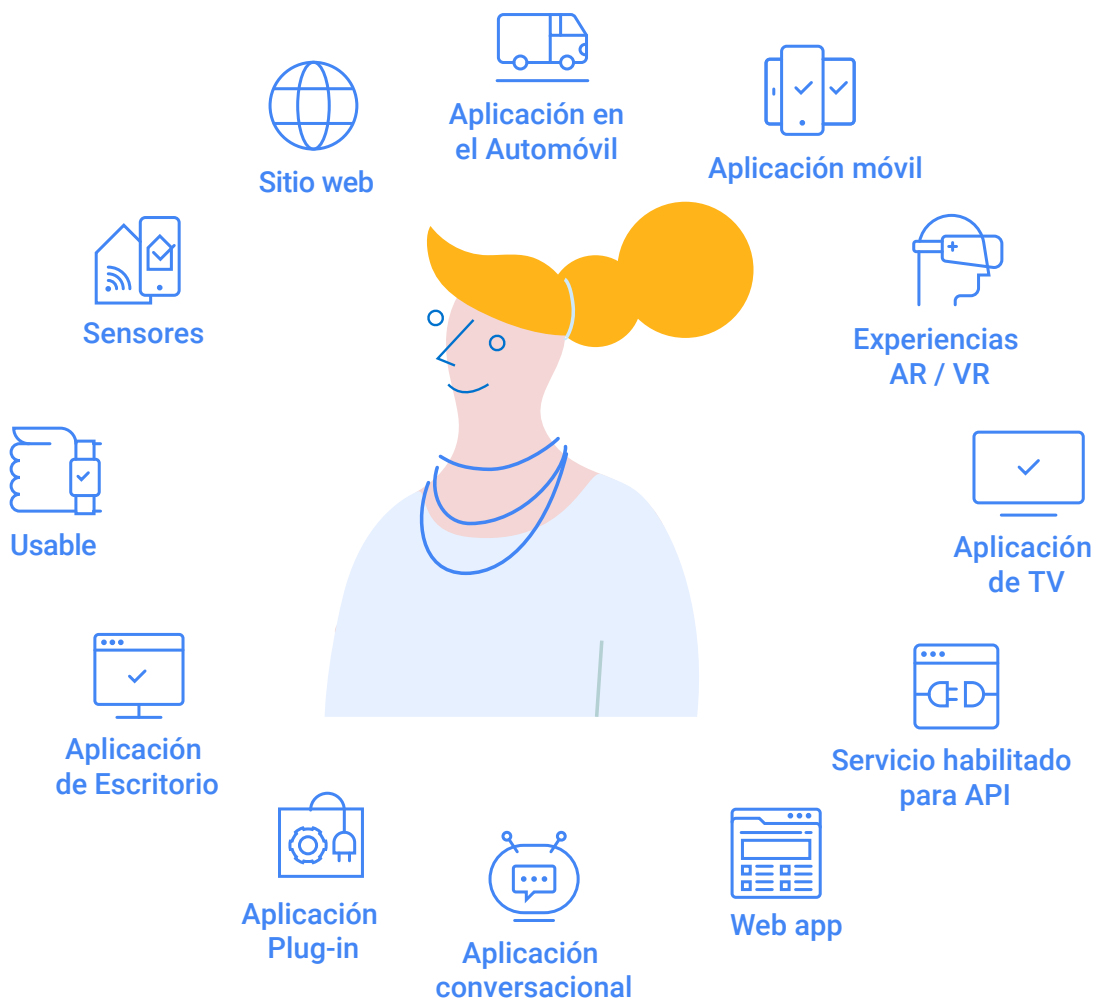 Aplicación en
el Automóvil
Sitio web
Aplicación móvil
Sensores
Experiencias
AR / VR
Usable
Aplicación
de TV
Aplicación
de Escritorio
Servicio habilitado
para API
Aplicación
Plug-in
Aplicación
conversacional
Web app